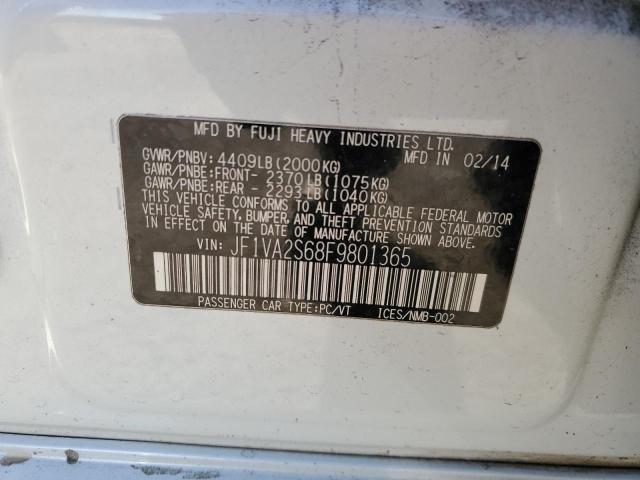 MFD BY FUJI HEAVY INDUSTRIES LTD.
GVWR/PNBV: 4409LB(2000KG) MFD IN 02/14
GAWR/PNBE:FRONT- 2370LB(1075KG)
GAWR/PNBE:REAR - 2293LB(1040KG)
THIS VEHICLE CONFORMS TO ALL APPLICABLE FEDERAL MOTOR
VEHICLE SAFETY, BUMPER, AND THEFT PREVENTION STANDARDS
IN EFFECT ON THE DATE OF MANUFACTURE SHOWN ABOVE.
VIN: JF1VA2S68F9801365
PASSENGER CAR TYPE:PC/VT ICES/NMB-002